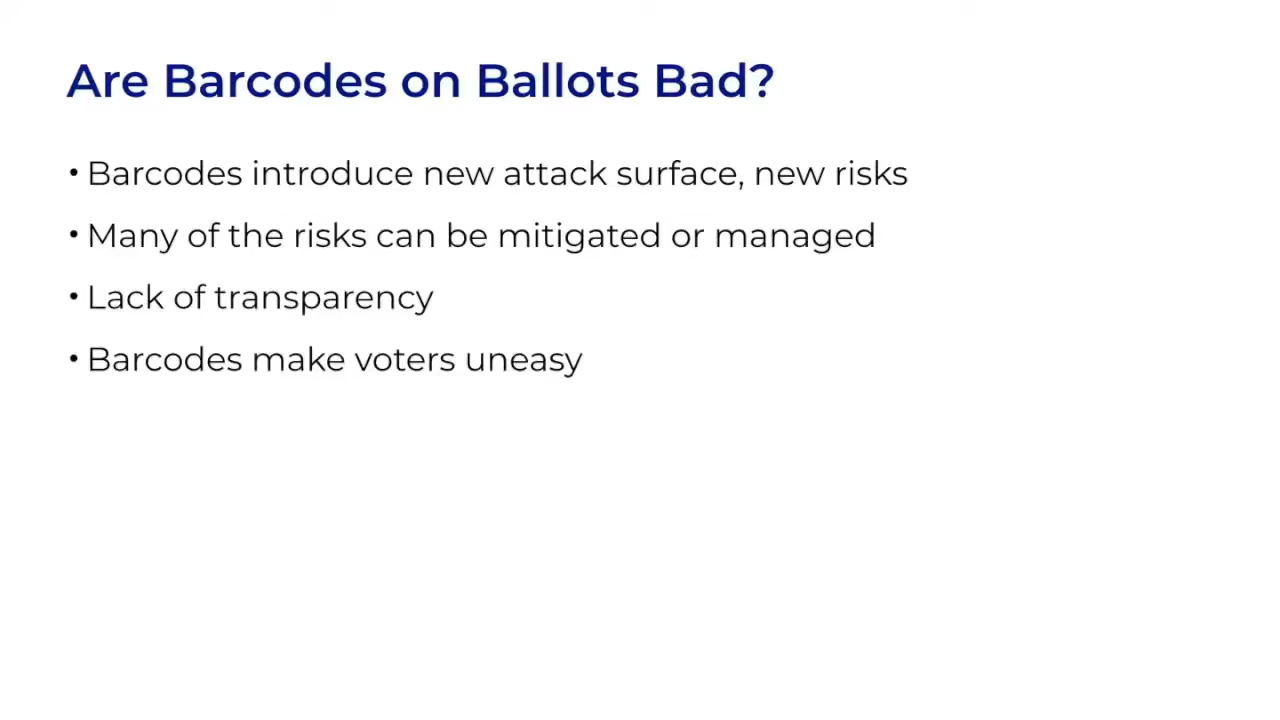 Are Barcodes on Ballots Bad?
• Barcodes introduce new attack surface, new risks
• Many of the risks can be mitigated or managed
• Lack of transparency
• Barcodes make voters uneasy